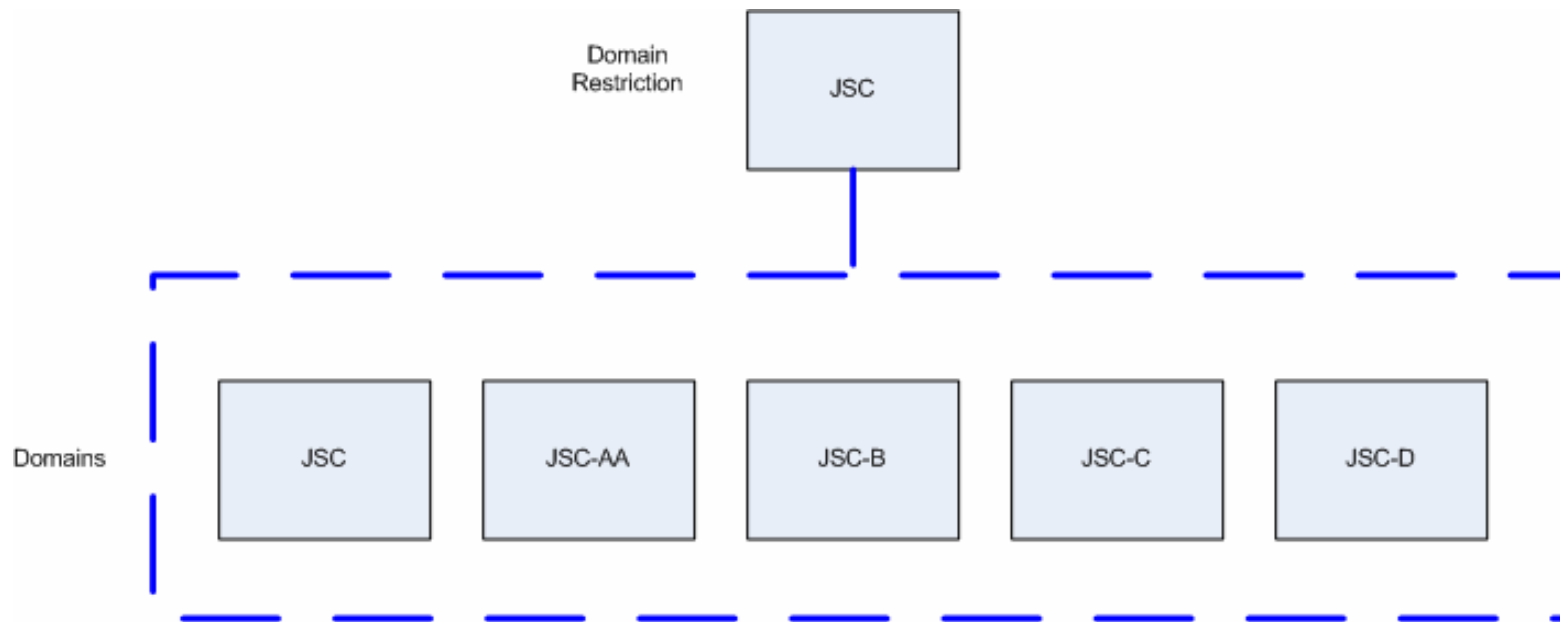 Domain
Restriction
JSC
Domains
JSC
JSC-AA
JSC-B
JSC-C
JSC-D